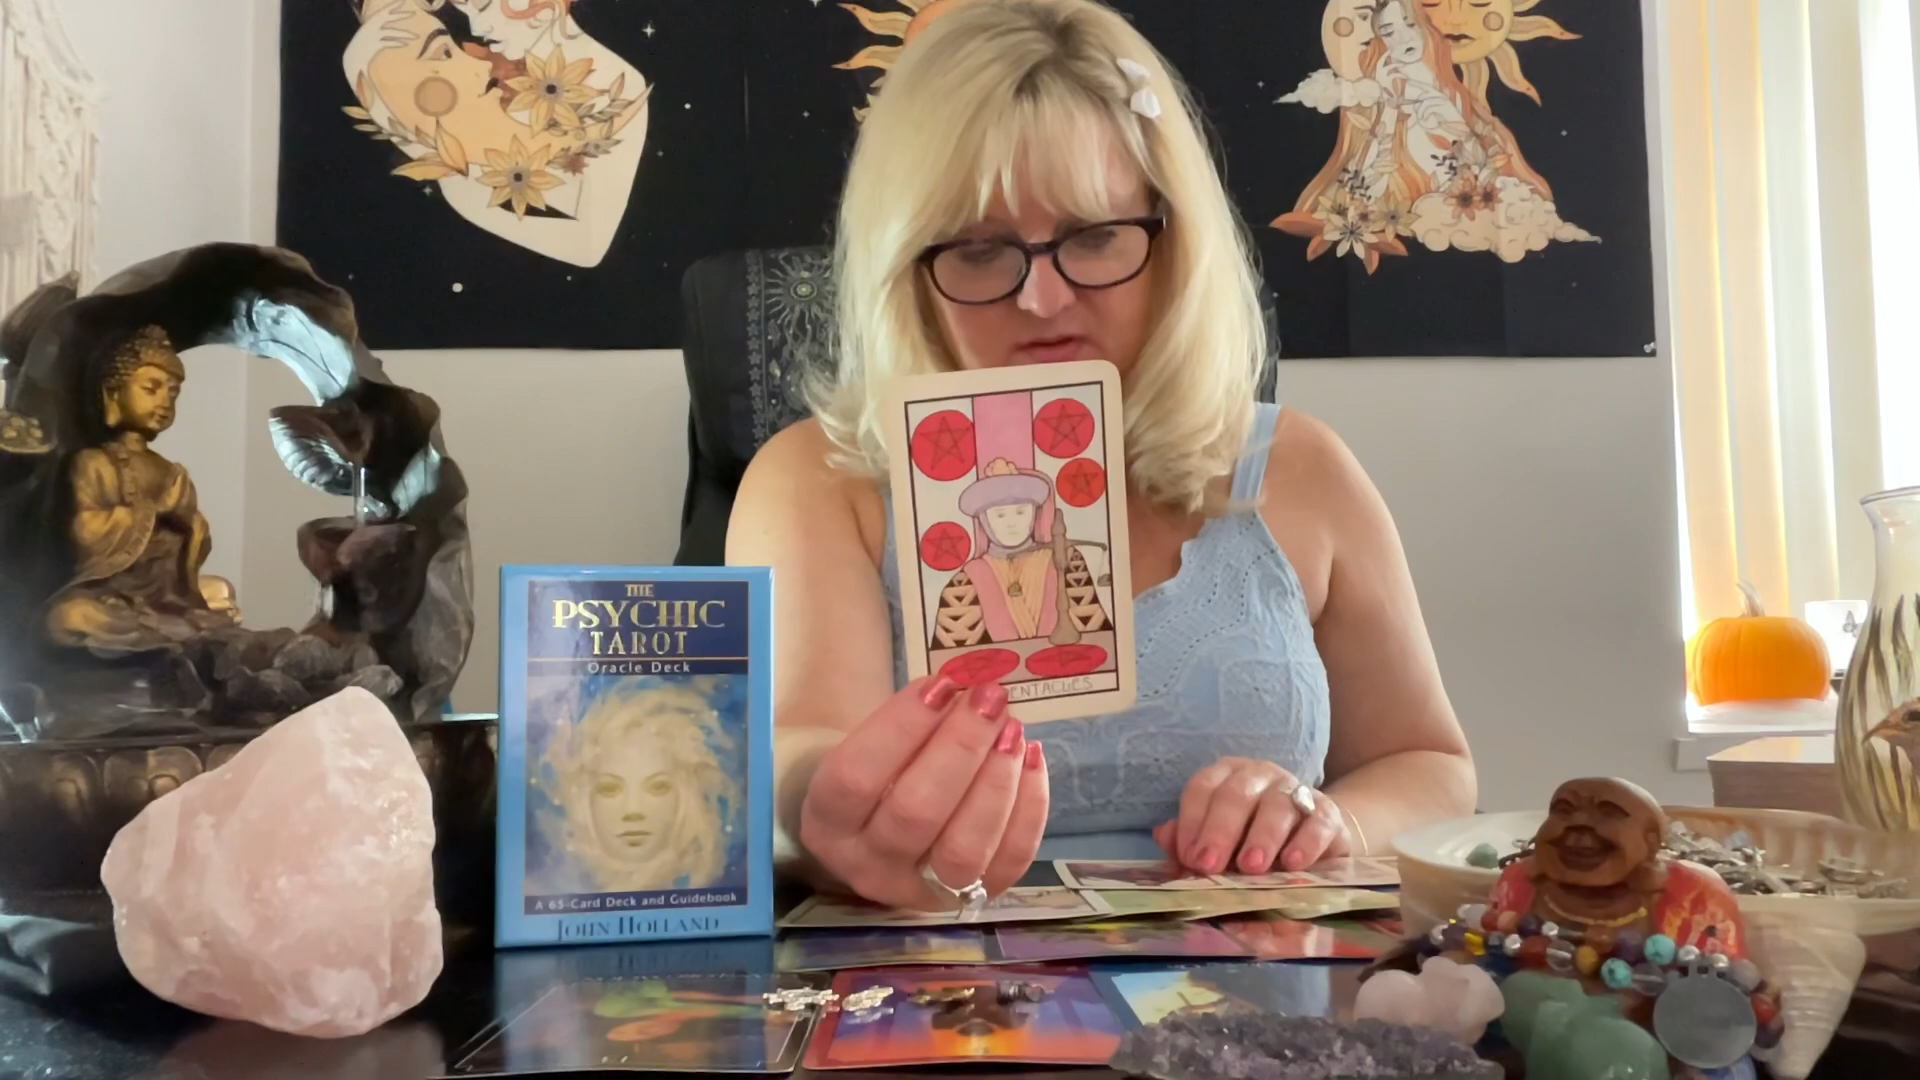 THE
PSYCHIC
TAROT
Oracle Deck
A 65-Card Deck and Guidebook
JOHN HOLLAND
ENTACLES